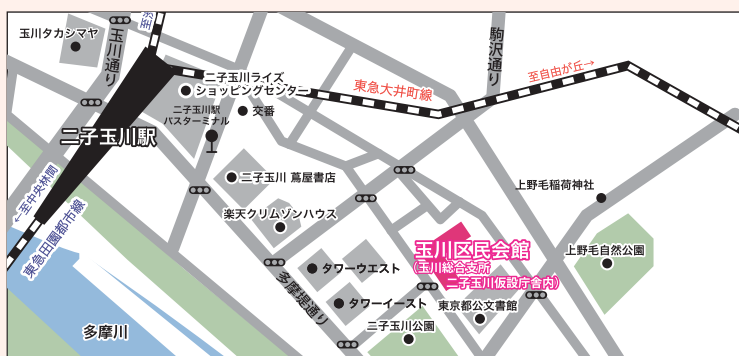 至渋
玉川タカシマヤ
玉川通り
駒沢通り
二子玉川ライズ
ショッピングセンター
東急大井町線
至自由が丘→
二子玉川駅
バスターミナル
交番
二子玉川駅
二子玉川 蔦屋書店
上野毛稲荷神社
←至中央林間
東急田園都市線
楽天クリムゾンハウス
玉川区民会館
(玉川総合支所
二子玉川仮設庁舎内)
上野毛自然公園
タワーウエスト
多摩堤通り
タワーイースト
東京都公文書館
多摩川
二子玉川公園